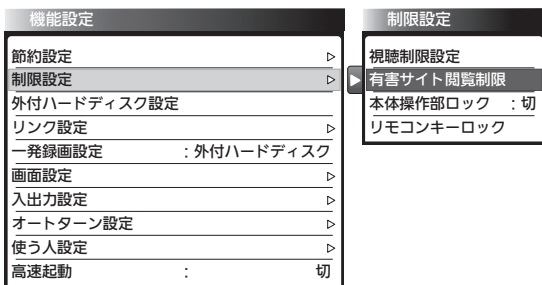 機能設定
節約設定
制限設定
外付ハードディスク設定
リンク設定
一発録画設定 : 外付ハードディスク
画面設定
入出力設定
オートターン設定
使う人設定
高速起動 : 切
制限設定
視聴制限設定
有害サイト閲覧制限
本体操作部ロック : 切
リモコンキーロック